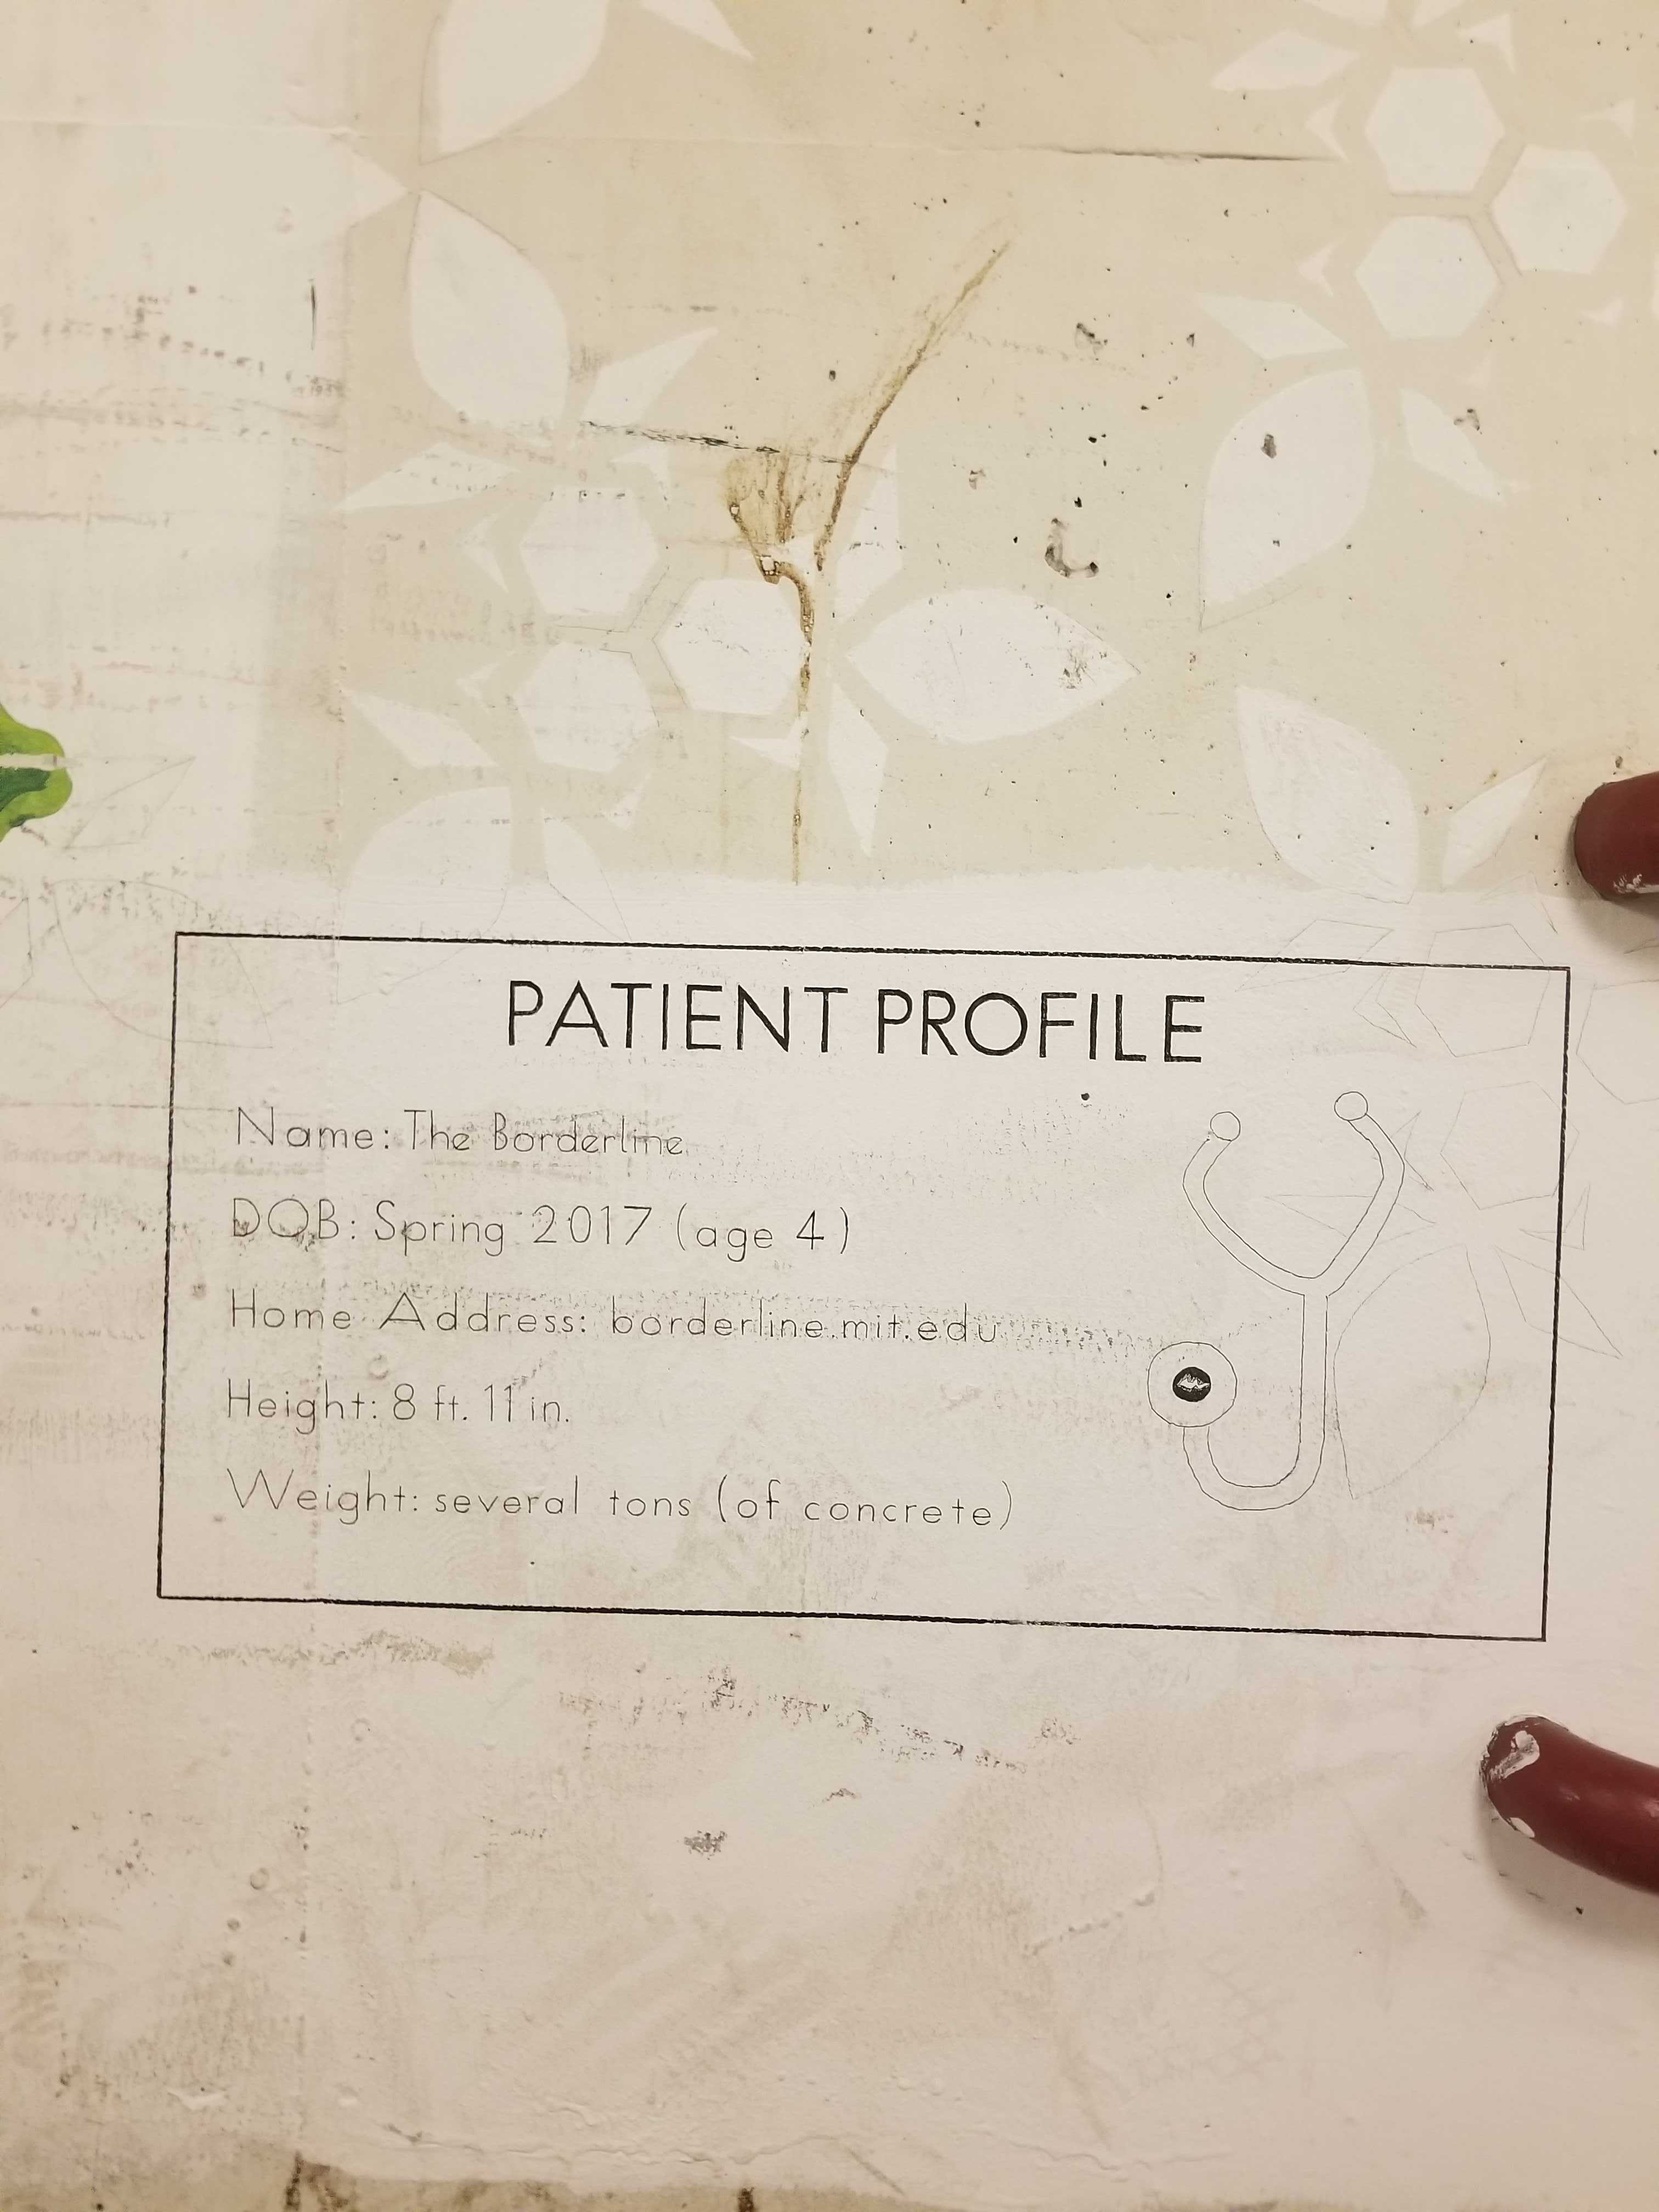 PATIENT PROFILE
Name: The Borderline
DOB: Spring 2017 (age 4)
Home Address: borderline.mit.edu
Height: 8 ft. 11 in.
Weight: several tons (of concrete)